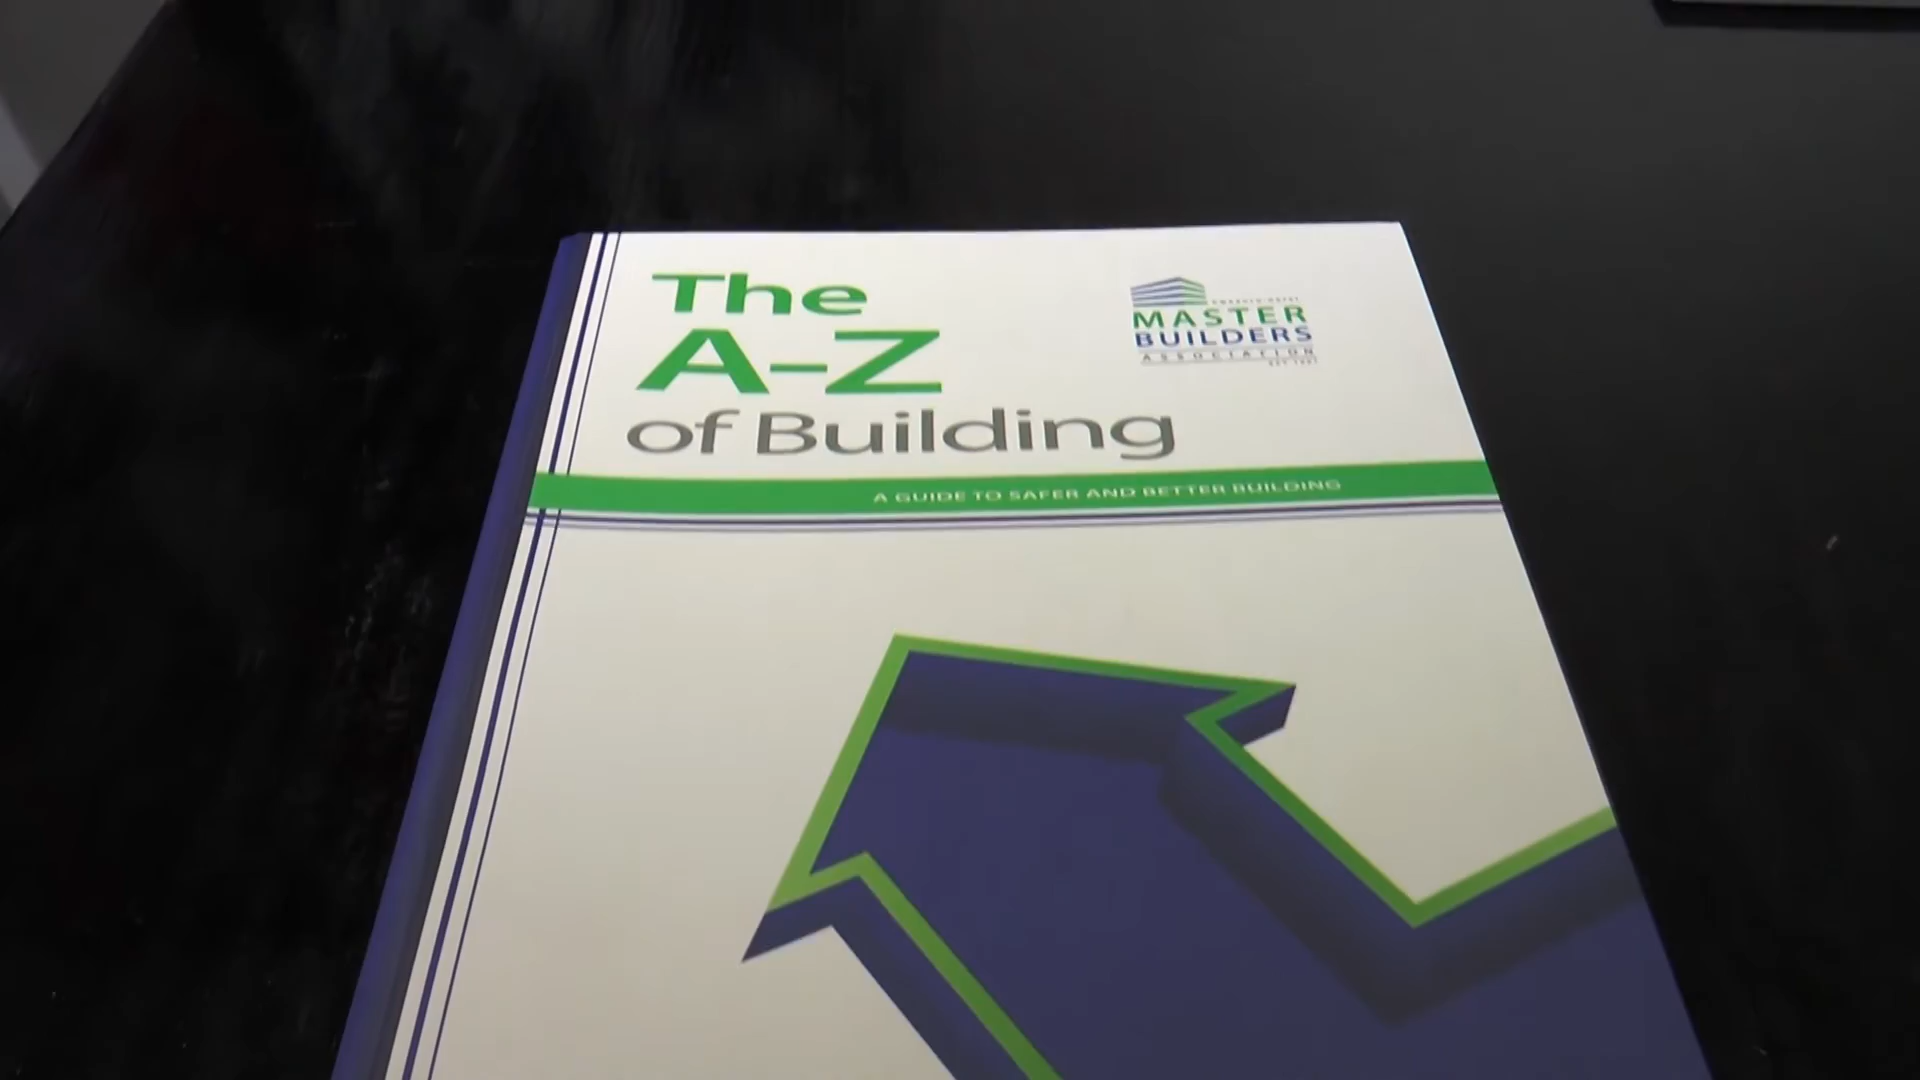 The
A-Z
of Building
MASTER
BUILDERS
ASSOCIATION
A GUIDE TO SAFER AND BETTER BUILDING